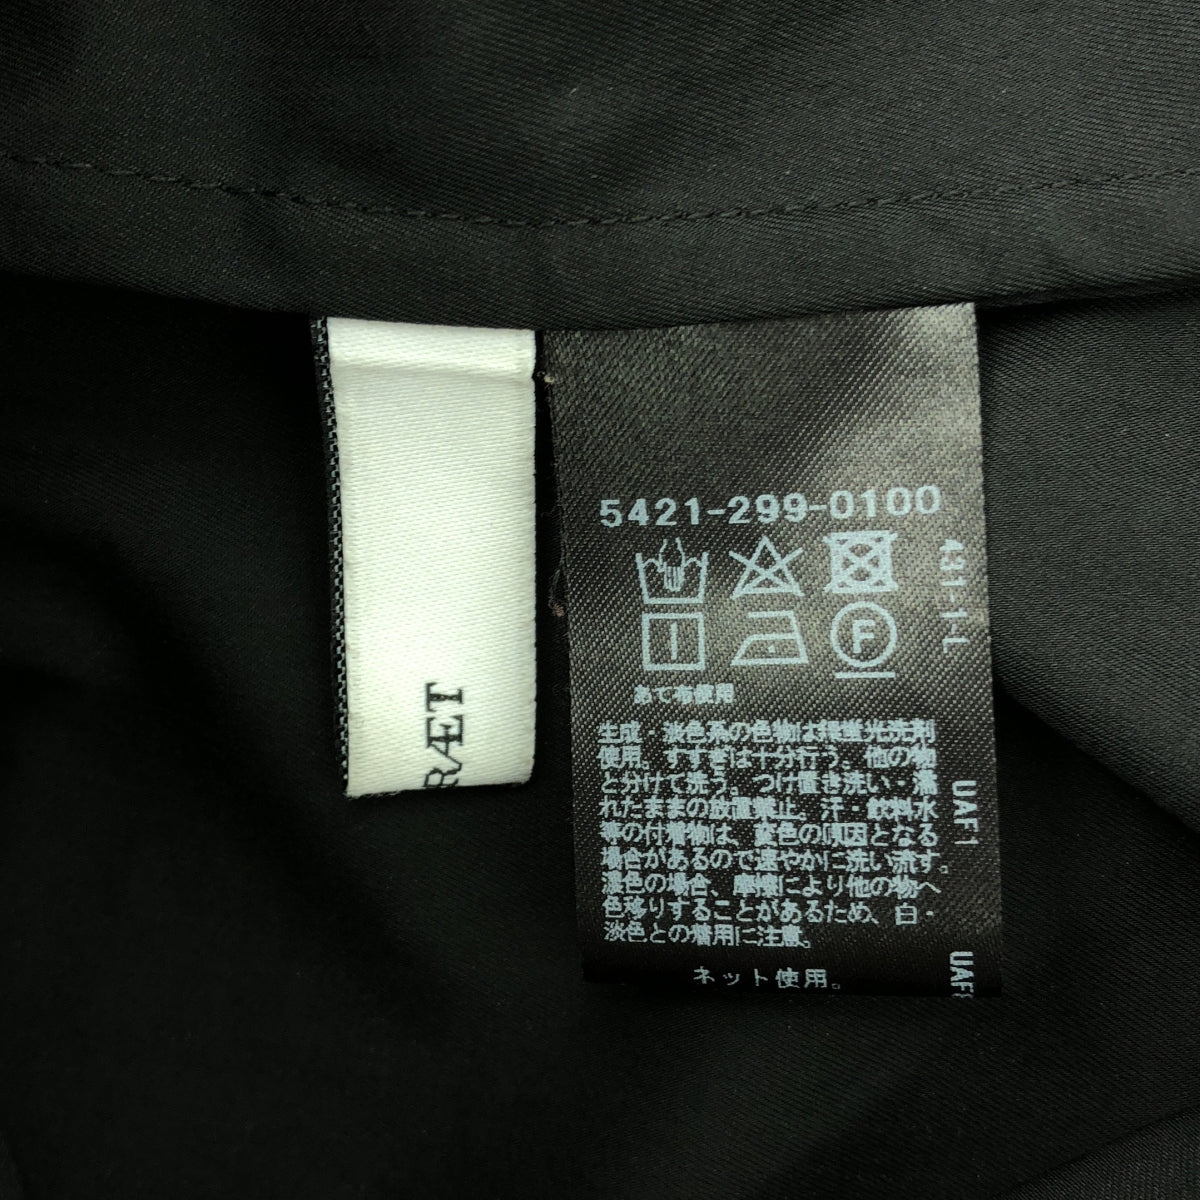 RÆT
5421-299-0100
431-11
F
あて布使用
生成・淡色系の色物は無蛍光洗剤
使用。すすぎは十分行う。他の物
と分けて洗う。つけ置き洗い・濡
れたままの放置禁止。汗・飲料水
等の付着物は、変色の原因となる
場合があるので速やかに洗い流す。
濃色の場合、摩擦により他の物へ
色移りすることがあるため、白・
淡色との着用に注意。
ネット使用。
UAF1